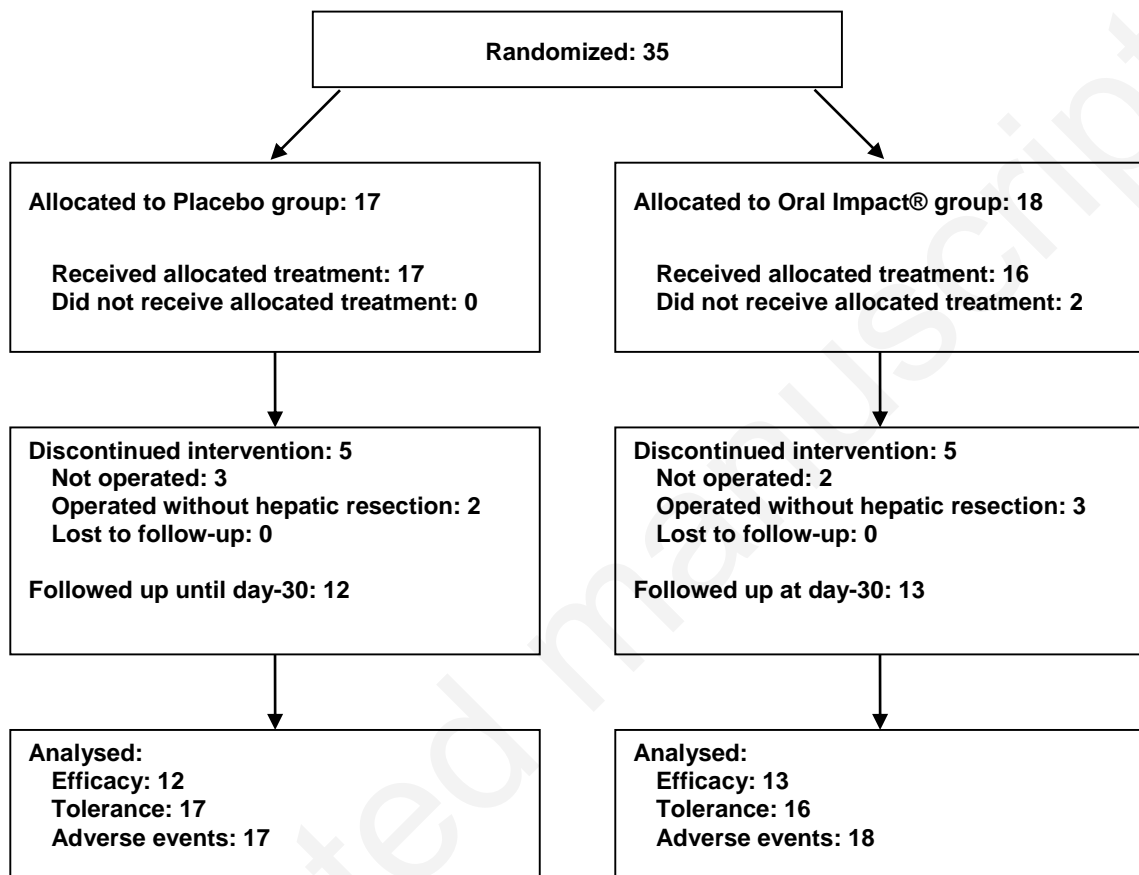 Randomized: 35
Allocated to Placebo group: 17
Received allocated treatment: 17
Did not receive allocated treatment: 0
Allocated to Oral Impact® group: 18
Received allocated treatment: 16
Did not receive allocated treatment: 2
Discontinued intervention: 5
Not operated: 3
Operated without hepatic resection: 2
Lost to follow-up: 0
Followed up until day-30: 12
Discontinued intervention: 5
Not operated: 2
Operated without hepatic resection: 3
Lost to follow-up: 0
Followed up at day-30: 13
Analysed:
Efficacy: 12
Tolerance: 17
Adverse events: 17
Analysed:
Efficacy: 13
Tolerance: 16
Adverse events: 18
ted manuscript